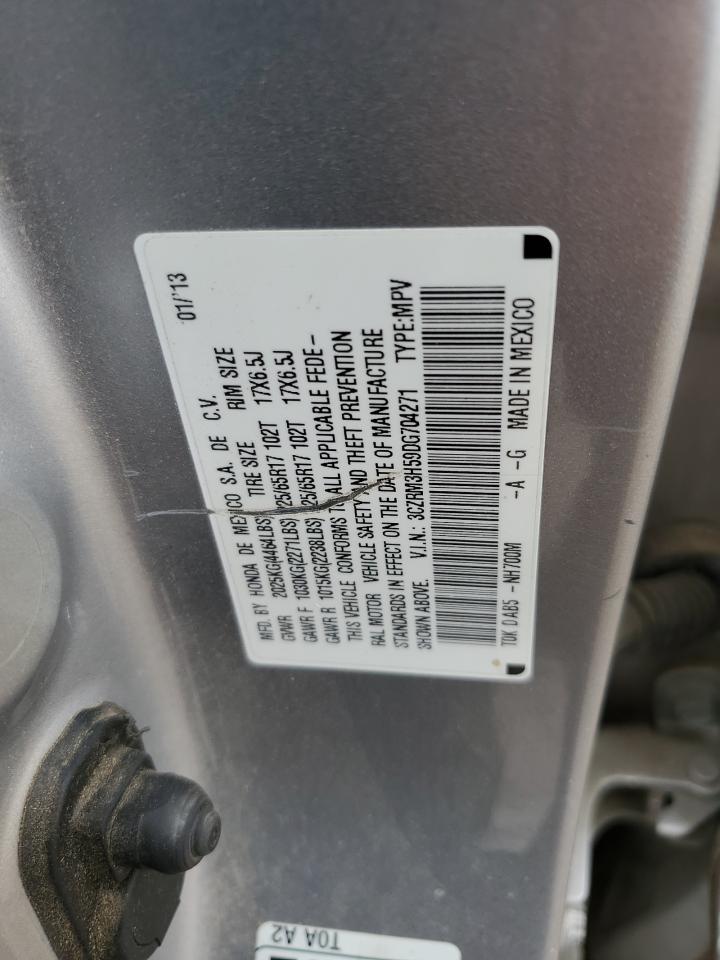 01/'13
MFD. BY HONDA DE MEXICO S.A. DE C.V.
GVWR 2025KG(4464LBS) TIRE SIZE RIM SIZE
GAWR F 1030KG(2271LBS) 225/65R17 102T 17X6.5J
GAWR R 1015KG(2238LBS) 225/65R17 102T 17X6.5J
THIS VEHICLE CONFORMS TO ALL APPLICABLE FEDE-
RAL MOTOR VEHICLE SAFETY AND THEFT PREVENTION
STANDARDS IN EFFECT ON THE DATE OF MANUFACTURE
SHOWN ABOVE. V.I.N.: 3CZRM3H59DG704271 TYPE:MPV
T0K D AB5 -NH700M -A -G MADE IN MEXICO
T0A A2